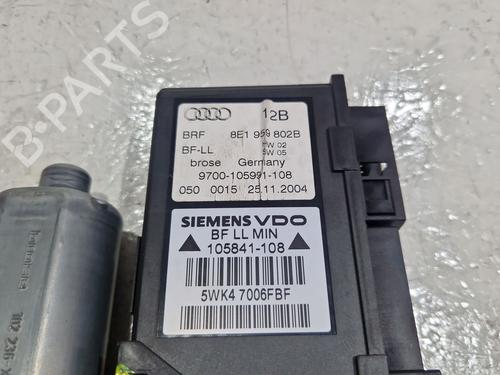 12B
BRF 8E1 959 802B
BF-LL HW 02
SW 05
brose Germany
9700-105991-108
050 0015 25.11.2004
SIEMENS VDO
BF LL MIN
105841-108
5WK4 7006FBF